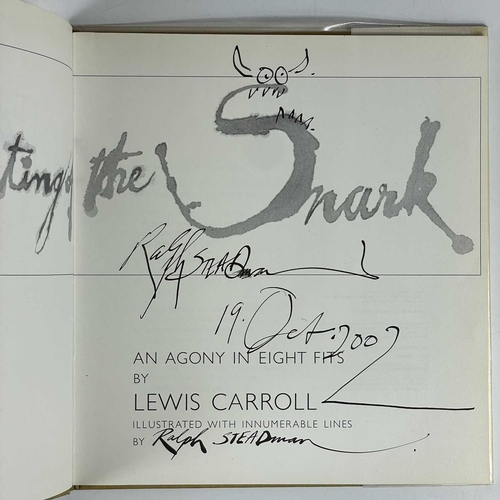 ting of the Snark
Ralph STEADman
19. Oct. 2002
AN AGONY IN EIGHT FITS
BY
LEWIS CARROLL
ILLUSTRATED WITH INNUMERABLE LINES
BY Ralph STEADman